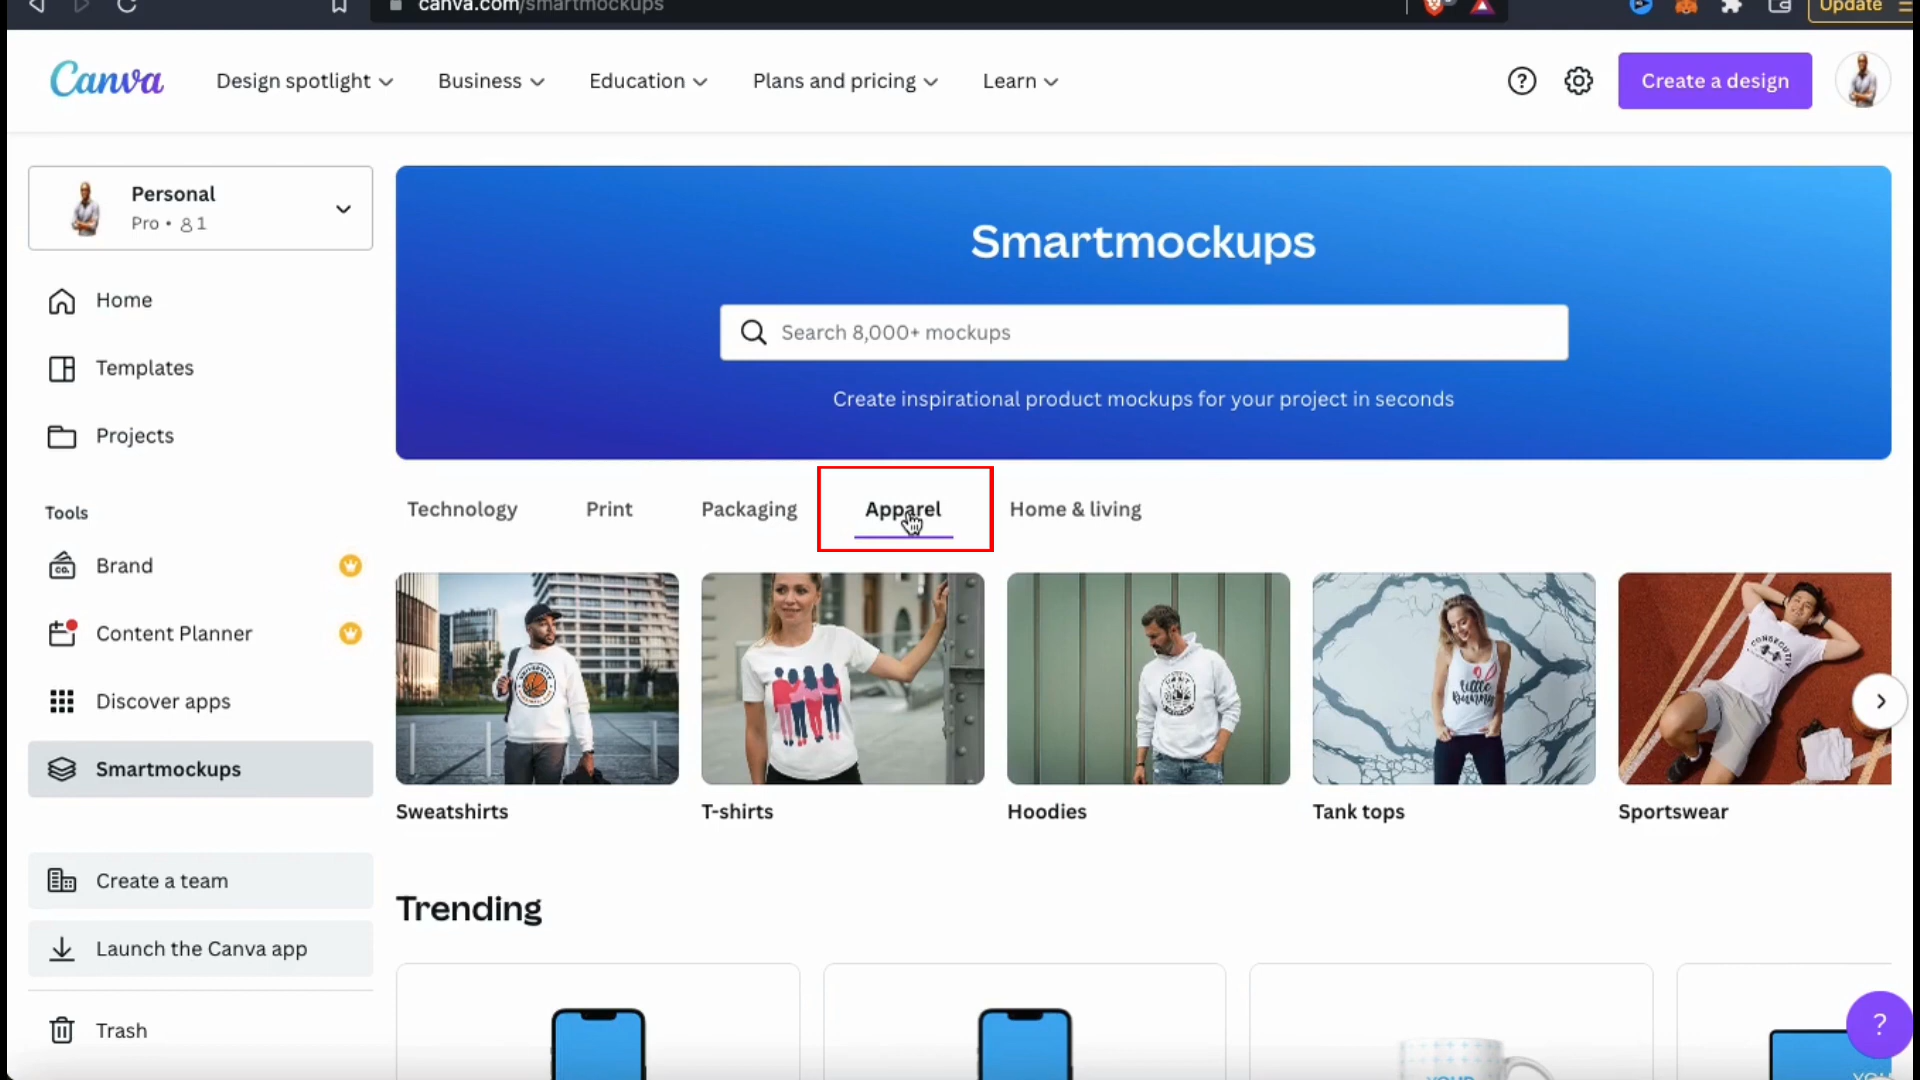 canva.com/smartmockups
Update
Canva
Design spotlight
Business
Education
Plans and pricing
Learn
Create a design
Personal
Pro • 1
Smartmockups
Search 8,000+ mockups
Create inspirational product mockups for your project in seconds
Home
Templates
Projects
Tools
Brand
Content Planner
Discover apps
Smartmockups
Create a team
Launch the Canva app
Trash
Technology
Print
Packaging
Apparel
Home & living
little
bunny
Sweatshirts
T-shirts
Hoodies
Tank tops
Sportswear
Trending
YOUR
?